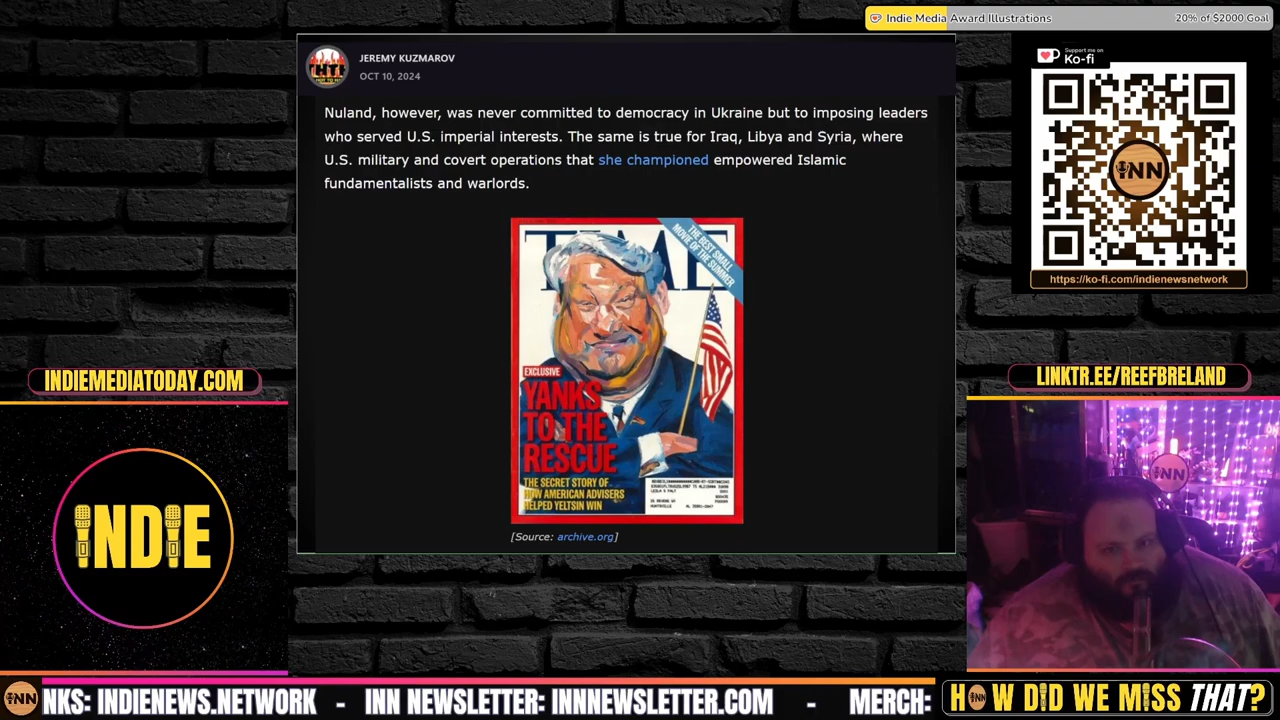 Indie Media Award Illustrations
20% of $2000 Goal
JEREMY KUZMAROV
OCT 10, 2024
Nuland, however, was never committed to democracy in Ukraine but to imposing leaders
who served U.S. imperial interests. The same is true for Iraq, Libya and Syria, where
U.S. military and covert operations that she championed empowered Islamic
fundamentalists and warlords.
TIME
THE BEST SMALL
MOVIE OF THE SUMMER
EXCLUSIVE
YANKS
TO THE
RESCUE
THE SECRET STORY OF
HOW AMERICAN ADVISERS
HELPED YELTSIN WIN
[Source: archive.org]
Support me on
Ko-fi
INN
https://ko-fi.com/indienewsnetwork
INDIEMEDIATODAY.COM
LINKTR.EE/REEFBRELAND
INDIE
INN
INN
NKS: INDIENEWS.NETWORK - INN NEWSLETTER: INNNEWSLETTER.COM - MERCH:
HOW DID WE MISS THAT?